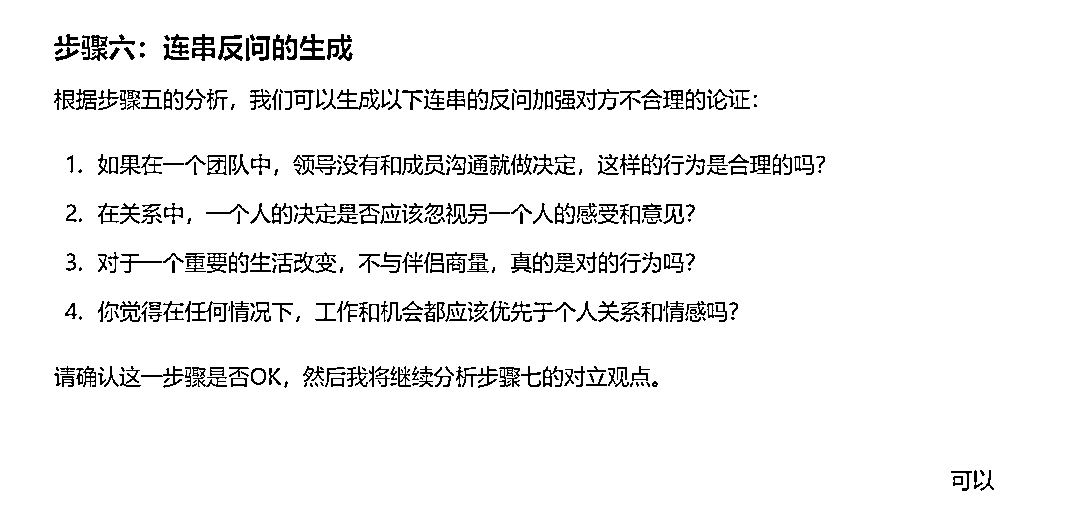 步骤六：连串反问的生成
根据步骤五的分析，我们可以生成以下连串的反问加强对方不合理的论证：
1. 如果在一个团队中，领导没有和成员沟通就做决定，这样的行为是合理的吗？
2. 在关系中，一个人的决定是否应该忽视另一个人的感受和意见？
3. 对于一个重要的生活改变，不与伴侣商量，真的是对的行为吗？
4. 你觉得在任何情况下，工作和机会都应该优先于个人关系和情感吗？
请确认这一步骤是否OK，然后我将继续分析步骤七的对立观点。
可以